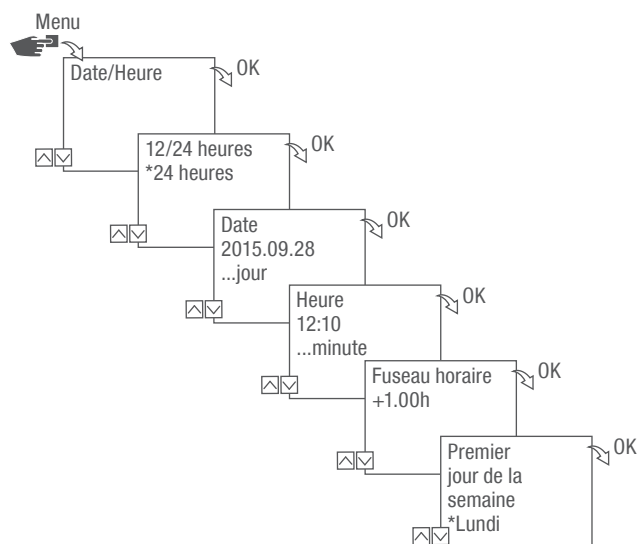 Menu
Date/Heure
OK
12/24 heures
*24 heures
OK
Date
2015.09.28
...jour
OK
Heure
12:10
...minute
OK
Fuseau horaire
+1.00h
OK
Premier
jour de la
semaine
*Lundi
OK